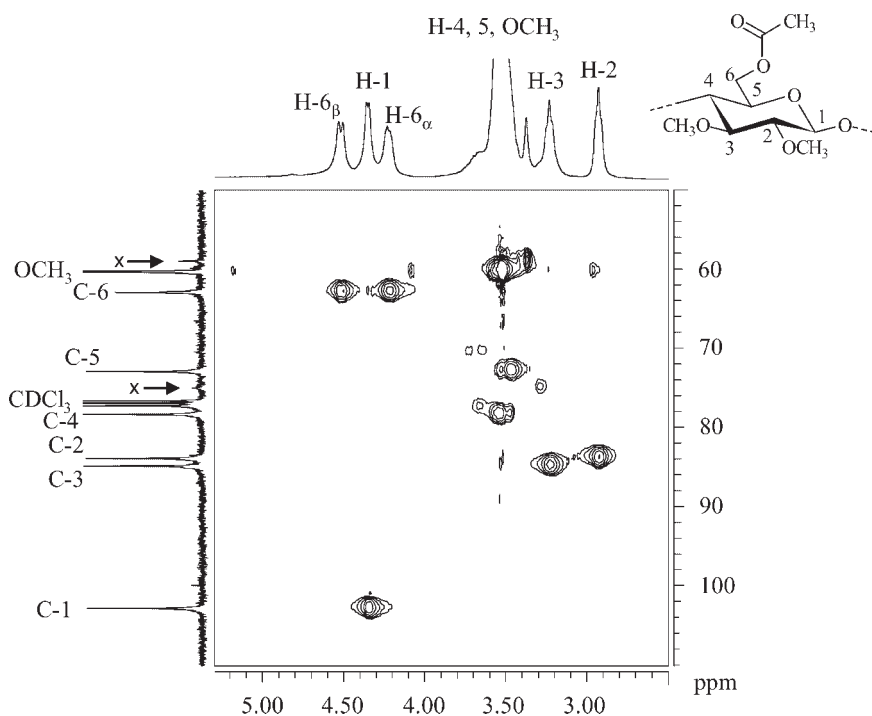 H-4, 5, OCH₃
H-6β
H-1
H-6α
H-3
H-2
O
CH₃
O
6
5
4
O
1
O
CH₃O
3
2
OCH₃
x
OCH₃
C-6
C-5
x
CDCl₃
C-4
C-2
C-3
C-1
60
70
80
90
100
ppm
5.00 4.50 4.00 3.50 3.00